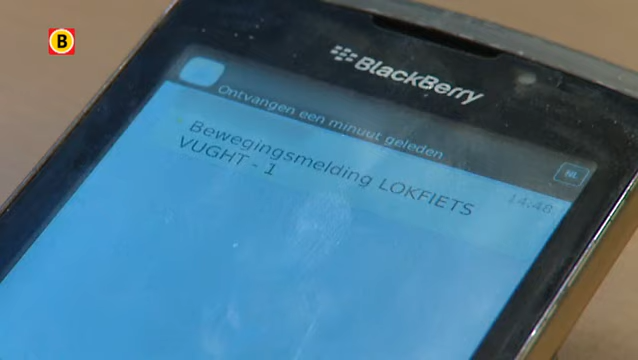 B
BlackBerry
Ontvangen een minuut geleden
NL
Bewegingsmelding LOKFIETS
VUGHT - 1
14:48